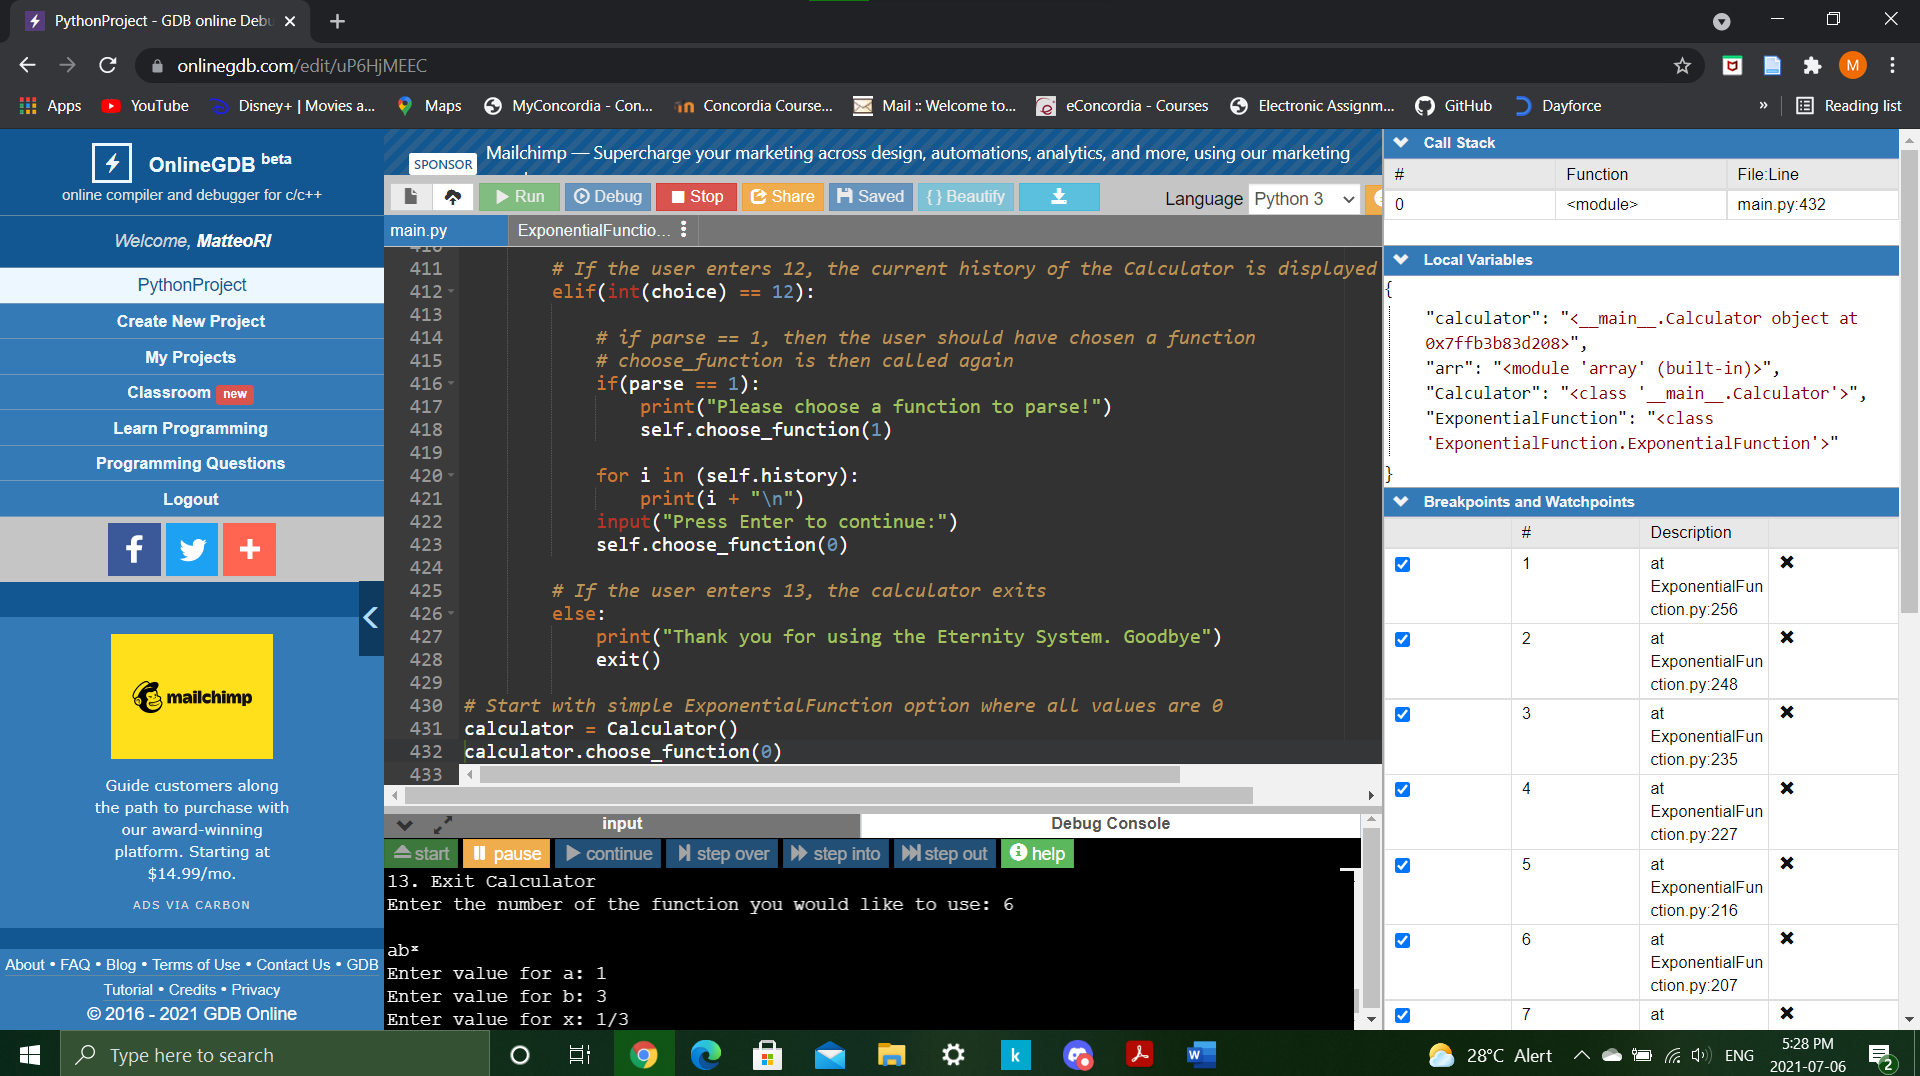 PythonProject - GDB online Debu
onlinegdb.com/edit/uP6HjMEEC
M
Apps
YouTube
Disney+ | Movies a...
Maps
MyConcordia - Con...
Concordia Course...
Mail :: Welcome to...
eConcordia - Courses
Electronic Assignm...
GitHub
Dayforce
»
Reading list
OnlineGDB beta
online compiler and debugger for c/c++
Welcome, MatteoRI
PythonProject
Create New Project
My Projects
Classroom new
Learn Programming
Programming Questions
Logout
mailchimp
Guide customers along
the path to purchase with
our award-winning
platform. Starting at
$14.99/mo.
ADS VIA CARBON
About • FAQ • Blog • Terms of Use • Contact Us • GDB
Tutorial • Credits • Privacy
© 2016 - 2021 GDB Online
SPONSOR Mailchimp — Supercharge your marketing across design, automations, analytics, and more, using our marketing
Run Debug Stop Share Saved { } Beautify Language Python 3
main.py ExponentialFunctio...
410
411 # If the user enters 12, the current history of the Calculator is displayed
412 elif(int(choice) == 12):
413
414 # if parse == 1, then the user should have chosen a function
415 # choose_function is then called again
416 if(parse == 1):
417 print("Please choose a function to parse!")
418 self.choose_function(1)
419
420 for i in (self.history):
421 print(i + "\n")
422 input("Press Enter to continue:")
423 self.choose_function(0)
424
425 # If the user enters 13, the calculator exits
426 else:
427 print("Thank you for using the Eternity System. Goodbye")
428 exit()
429
430 # Start with simple ExponentialFunction option where all values are 0
431 calculator = Calculator()
432 calculator.choose_function(0)
433
input Debug Console
start pause continue step over step into step out help
13. Exit Calculator
Enter the number of the function you would like to use: 6
abˣ
Enter value for a: 1
Enter value for b: 3
Enter value for x: 1/3
Call Stack
# Function File:Line
0 <module> main.py:432
Local Variables
{
"calculator": "<__main__.Calculator object at
0x7ffb3b83d208>",
"arr": "<module 'array' (built-in)>",
"Calculator": "<class '__main__.Calculator'>",
"ExponentialFunction": "<class
'ExponentialFunction.ExponentialFunction'>"
}
Breakpoints and Watchpoints
# Description
1 at
ExponentialFun
ction.py:256
2 at
ExponentialFun
ction.py:248
3 at
ExponentialFun
ction.py:235
4 at
ExponentialFun
ction.py:227
5 at
ExponentialFun
ction.py:216
6 at
ExponentialFun
ction.py:207
7 at
Type here to search
28°C Alert
ENG
5:28 PM
2021-07-06
2